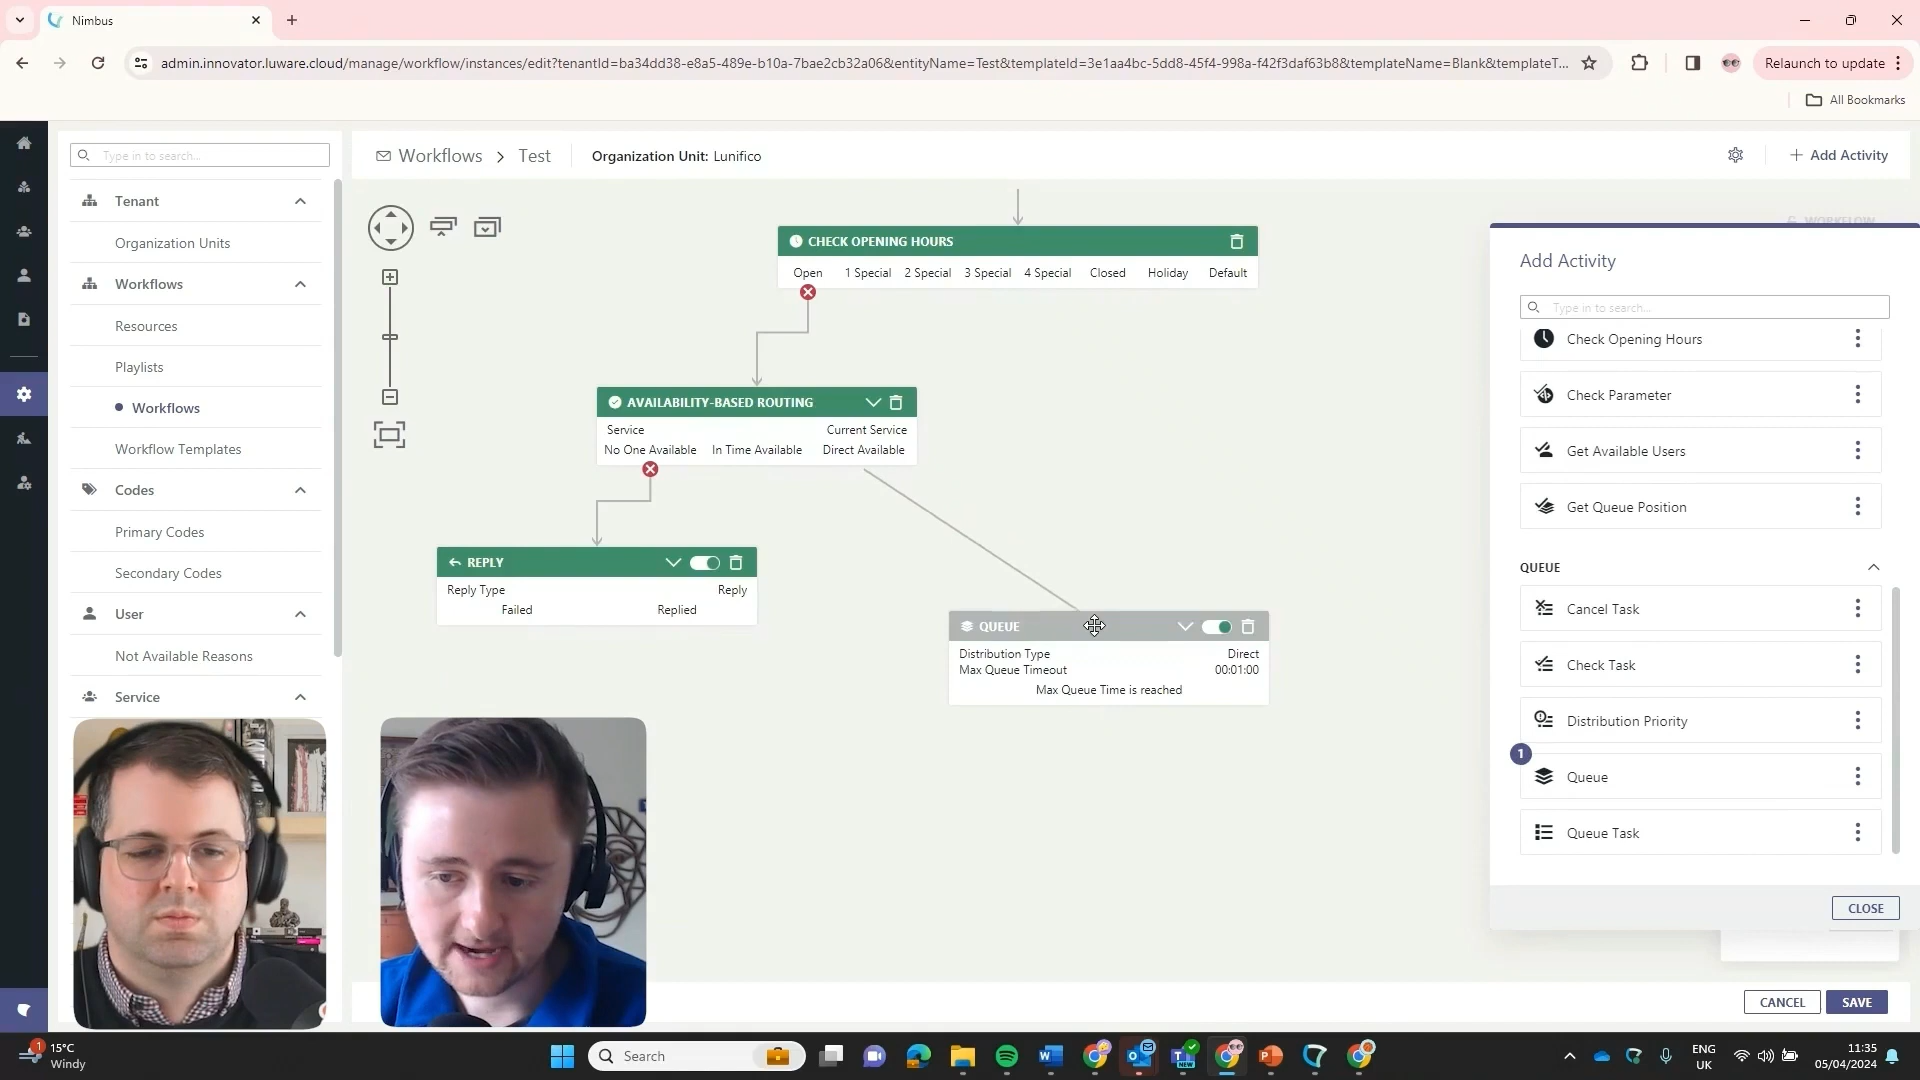 Nimbus
admin.innovator.luware.cloud/manage/workflow/instances/edit?tenantId=ba34dd38-e8a5-489e-b10a-7bae2cb32a06&entityName=Test&templateId=3e1aa4bc-5dd8-45f4-998a-f42f3daf63b8&templateName=Blank&templateT...
Relaunch to update
All Bookmarks
Type in to search...
Tenant
Organization Units
Workflows
Resources
Playlists
Workflows
Workflow Templates
Codes
Primary Codes
Secondary Codes
User
Not Available Reasons
Service
Workflows > Test
Organization Unit: Lunifico
Add Activity
CHECK OPENING HOURS
Open 1 Special 2 Special 3 Special 4 Special Closed Holiday Default
AVAILABILITY-BASED ROUTING
Service Current Service
No One Available In Time Available Direct Available
REPLY
Reply Type Reply
Failed Replied
QUEUE
Distribution Type Direct
Max Queue Timeout 00:01:00
Max Queue Time is reached
WORKFLOW
Add Activity
Type in to search...
Check Opening Hours
Check Parameter
Get Available Users
Get Queue Position
QUEUE
Cancel Task
Check Task
Distribution Priority
1
Queue
Queue Task
CLOSE
CANCEL SAVE
1
15°C
Windy
Search
NEW
ENG
UK
11:35
05/04/2024